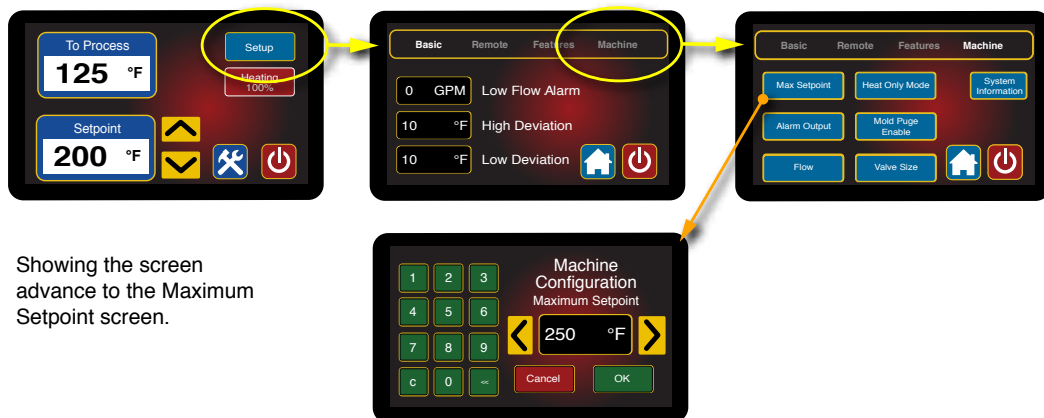 To Process
125 °F
Setup
Heating
100%
Setpoint
200 °F
Basic Remote Features Machine
0 GPM Low Flow Alarm
10 °F High Deviation
10 °F Low Deviation
Basic Remote Features Machine
Max Setpoint Heat Only Mode System
Information
Alarm Output Mold Puge
Enable
Flow Valve Size
Showing the screen
advance to the Maximum
Setpoint screen.
1 2 3
4 5 6
7 8 9
c 0 <<
Machine
Configuration
Maximum Setpoint
250 °F
Cancel OK